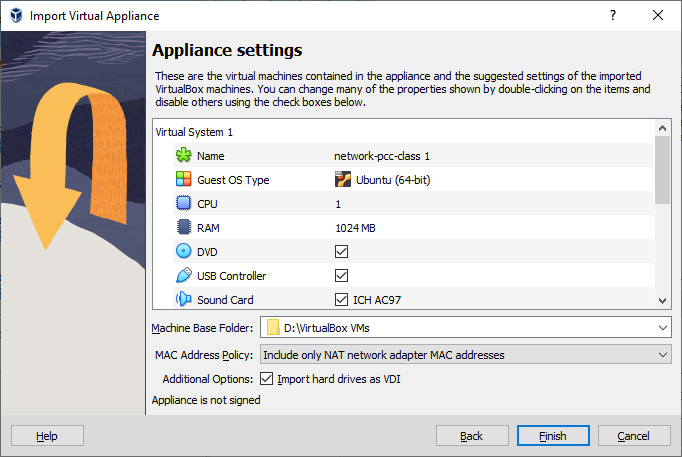 Import Virtual Appliance
Appliance settings
These are the virtual machines contained in the appliance and the suggested settings of the imported
VirtualBox machines. You can change many of the properties shown by double-clicking on the items and
disable others using the check boxes below.
Virtual System 1
Name network-pcc-class 1
Guest OS Type Ubuntu (64-bit)
CPU 1
RAM 1024 MB
DVD
USB Controller
Sound Card ICH AC97
Machine Base Folder: D:\VirtualBox VMs
MAC Address Policy: Include only NAT network adapter MAC addresses
Additional Options: Import hard drives as VDI
Appliance is not signed
Help Back Finish Cancel